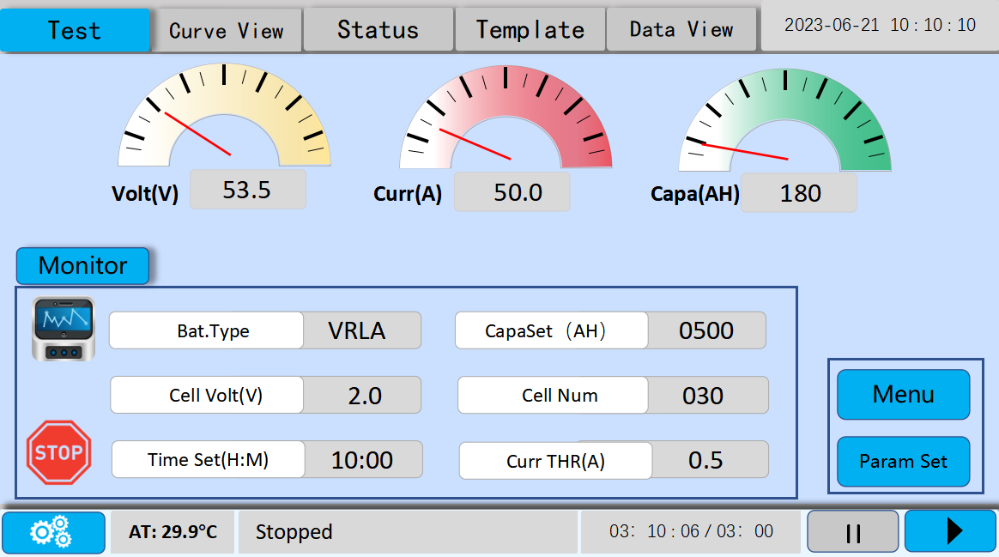 Test
Curve View
Status
Template
Data View
2023-06-21 10:10:10
Volt(V)
53.5
Curr(A)
50.0
Capa(AH)
180
Monitor
Bat.Type
VRLA
CapaSet（AH）
0500
Cell Volt(V)
2.0
Cell Num
030
STOP
Time Set(H:M)
10:00
Curr THR(A)
0.5
Menu
Param Set
AT: 29.9℃
Stopped
03： 10 : 06 / 03： 00